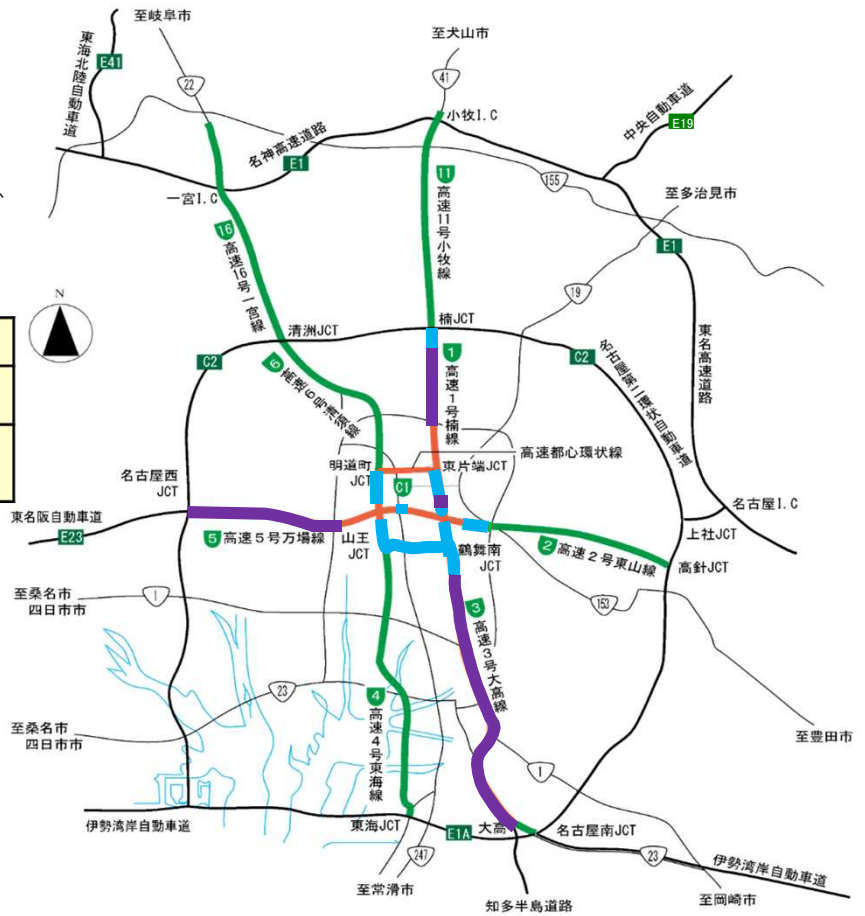 至岐阜市
至犬山市
東海北陸自動車道
E41
22
41
小牧I.C
中央自動車道
E19
名神高速道路
E1
11
高速11号小牧線
155
至多治見市
一宮I.C
16
高速16号一宮線
E1
19
N
清洲JCT
楠JCT
C2
6
高速6号清須線
1
高速1号楠線
C2
名古屋第二環状自動車道
東名高速道路
高速都心環状線
明道町
JCT
東片端JCT
C1
名古屋西
JCT
名古屋I.C
東名阪自動車道
E23
5
高速5号万場線
山王
JCT
鶴舞南
JCT
2
高速2号東山線
上社JCT
高針JCT
至桑名市
四日市市
1
3
高速3号大高線
153
23
4
高速4号東海線
至桑名市
四日市市
至豊田市
1
伊勢湾岸自動車道
東海JCT
E1A
大高
名古屋南JCT
247
23
伊勢湾岸自動車道
至常滑市
知多半島道路
至岡崎市